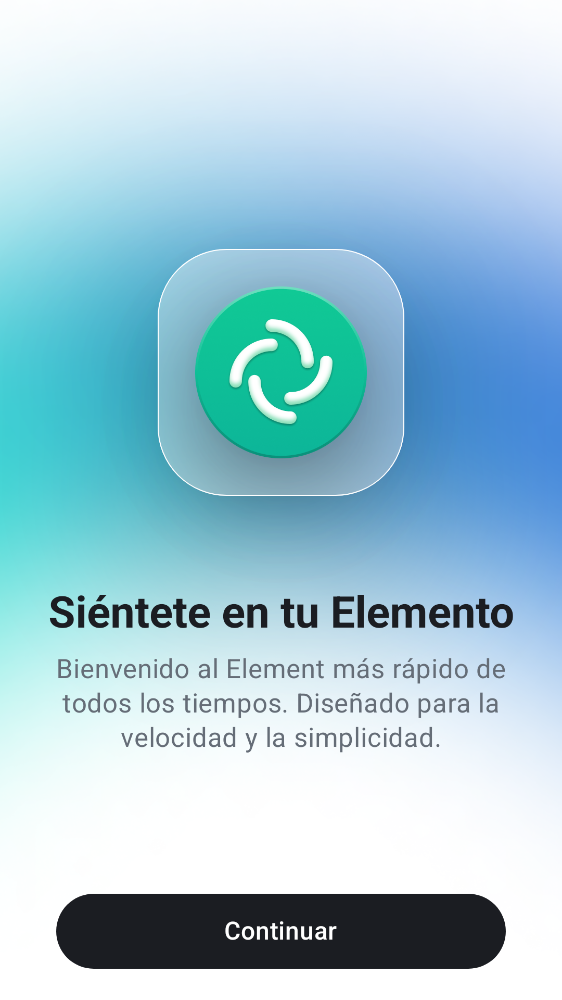 Siéntete en tu Elemento
Bienvenido al Element más rápido de
todos los tiempos. Diseñado para la
velocidad y la simplicidad.
Continuar